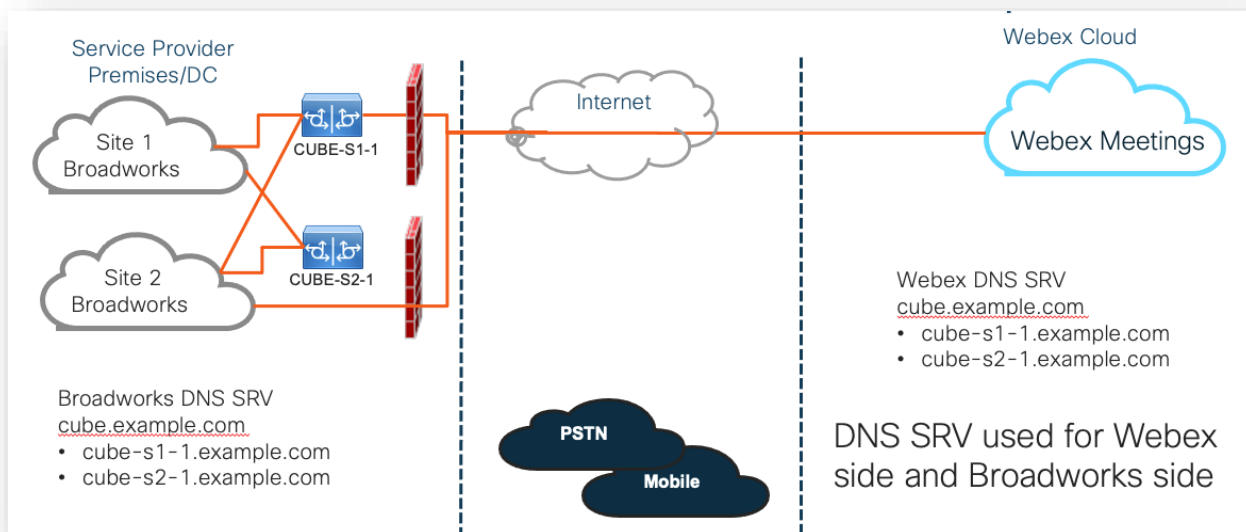 Service Provider
Premises/DC
Site 1
Broadworks
CUBE-S1-1
Site 2
Broadworks
CUBE-S2-1
Internet
Webex Cloud
Webex Meetings
Broadworks DNS SRV
cube.example.com
• cube-s1-1.example.com
• cube-s2-1.example.com
PSTN
Mobile
Webex DNS SRV
cube.example.com
• cube-s1-1.example.com
• cube-s2-1.example.com
DNS SRV used for Webex
side and Broadworks side